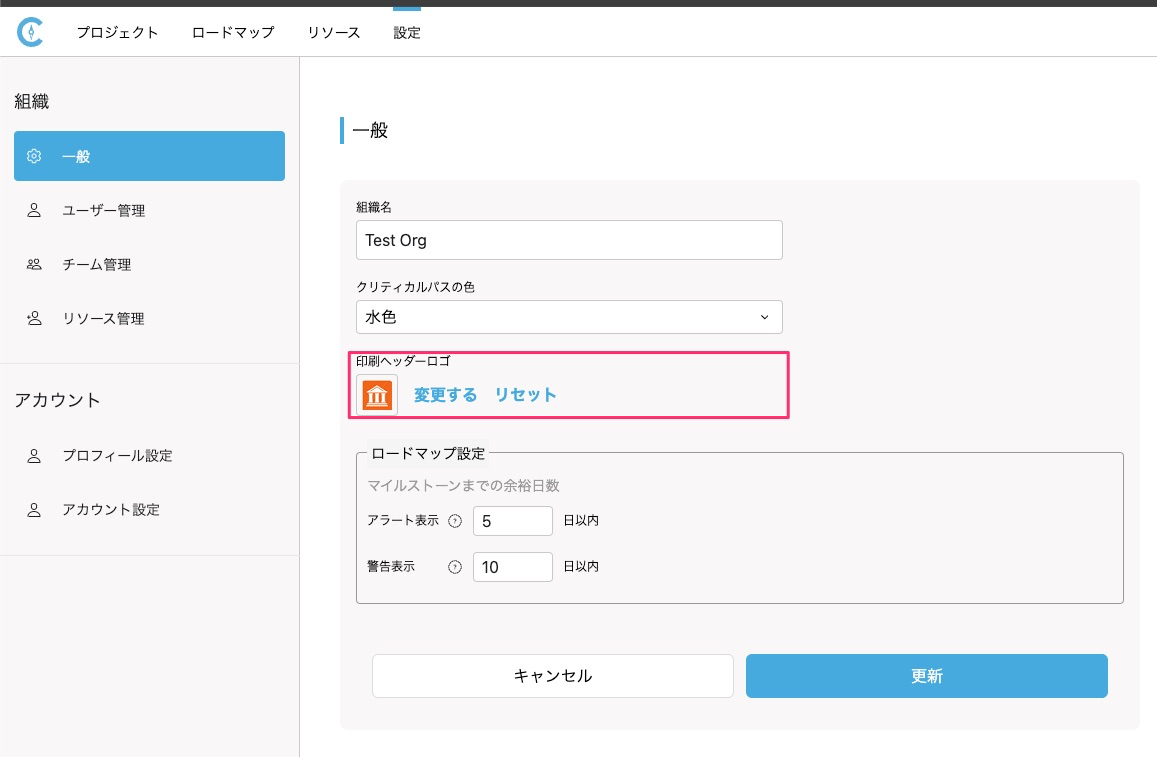 プロジェクト ロードマップ リソース 設定
組織
一般
ユーザー管理
チーム管理
リソース管理
アカウント
プロフィール設定
アカウント設定
一般
組織名
Test Org
クリティカルパスの色
水色
印刷ヘッダーロゴ
変更する リセット
ロードマップ設定
マイルストーンまでの余裕日数
アラート表示 ? 5 日以内
警告表示 ? 10 日以内
キャンセル 更新